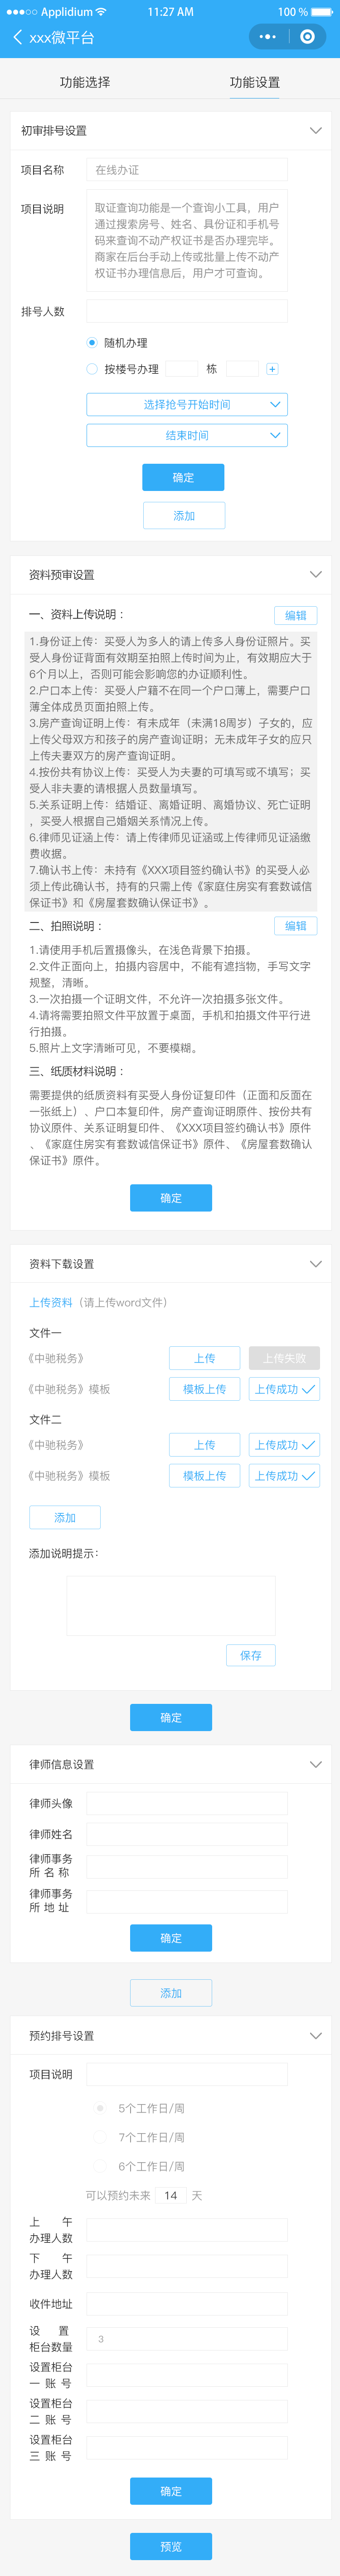 Applidium 11:27 AM 100 %
xxx微平台
功能选择 功能设置
初审排号设置
项目名称 在线办证
项目说明 取证查询功能是一个查询小工具，用户
通过搜索房号、姓名、具份证和手机号
码来查询不动产权证书是否办理完毕。
商家在后台手动上传或批量上传不动产
权证书办理信息后，用户才可查询。
排号人数
随机办理
按楼号办理 栋 +
选择抢号开始时间
结束时间
确定
添加
资料预审设置
一、资料上传说明： 编辑
1.身份证上传：买受人为多人的请上传多人身份证照片。买
受人身份证背面有效期至拍照上传时间为止，有效期应大于
6个月以上，否则可能会影响您的办证顺利性。
2.户口本上传：买受人户籍不在同一个户口薄上，需要户口
薄全体成员页面拍照上传。
3.房产查询证明上传：有未成年（未满18周岁）子女的，应
上传父母双方和孩子的房产查询证明；无未成年子女的应只
上传夫妻双方的房产查询证明。
4.按份共有协议上传：买受人为夫妻的可填写或不填写；买
受人非夫妻的请根据人员数量填写。
5.关系证明上传：结婚证、离婚证明、离婚协议、死亡证明
，买受人根据自己婚姻关系情况上传。
6.律师见证涵上传：请上传律师见证涵或上传律师见证涵缴
费收据。
7.确认书上传：未持有《XXX项目签约确认书》的买受人必
须上传此确认书，持有的只需上传《家庭住房实有套数诚信
保证书》和《房屋套数确认保证书》。
二、拍照说明： 编辑
1.请使用手机后置摄像头，在浅色背景下拍摄。
2.文件正面向上，拍摄内容居中，不能有遮挡物，手写文字
规整，清晰。
3.一次拍摄一个证明文件，不允许一次拍摄多张文件。
4.请将需要拍照文件平放置于桌面，手机和拍摄文件平行进
行拍摄。
5.照片上文字清晰可见，不要模糊。
三、纸质材料说明：
需要提供的纸质资料有买受人身份证复印件（正面和反面在
一张纸上）、户口本复印件，房产查询证明原件、按份共有
协议原件、关系证明复印件、《XXX项目签约确认书》原件
、《家庭住房实有套数诚信保证书》原件、《房屋套数确认
保证书》原件。
确定
资料下载设置
上传资料（请上传word文件）
文件一
《中驰税务》 上传 上传失败
《中驰税务》模板 模板上传 上传成功
文件二
《中驰税务》 上传 上传成功
《中驰税务》模板 模板上传 上传成功
添加
添加说明提示：
保存
确定
律师信息设置
律师头像
律师姓名
律师事务
所 名 称
律师事务
所 地 址
确定
添加
预约排号设置
项目说明
5个工作日/周
7个工作日/周
6个工作日/周
可以预约未来 14 天
上 午
办理人数
下 午
办理人数
收件地址
设 置
柜台数量 3
设置柜台
一 账 号
设置柜台
二 账 号
设置柜台
三 账 号
确定
预览